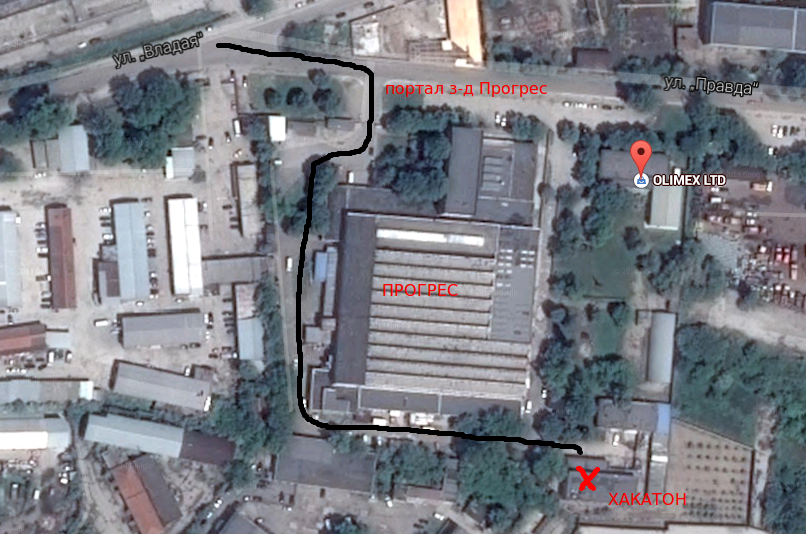 ул. „Владая“
портал з-д Прогрес
ул. „Правда“
OLIMEX LTD
ПРОГРЕС
ХАКАТОН